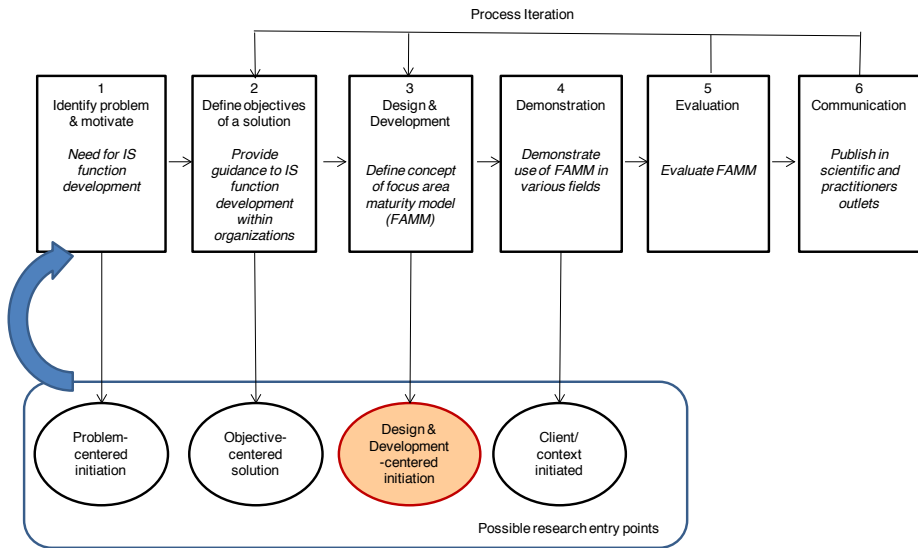 Process Iteration
1
Identify problem
& motivate
Need for IS
function
development
2
Define objectives
of a solution
Provide
guidance to IS
function
development
within
organizations
3
Design &
Development
Define concept
of focus area
maturity model
(FAMM)
4
Demonstration
Demonstrate
use of FAMM in
various fields
5
Evaluation
Evaluate FAMM
6
Communication
Publish in
scientific and
practitioners
outlets
Problem-
centered
initiation
Objective-
centered
solution
Design &
Development
-centered
initiation
Client/
context
initiated
Possible research entry points